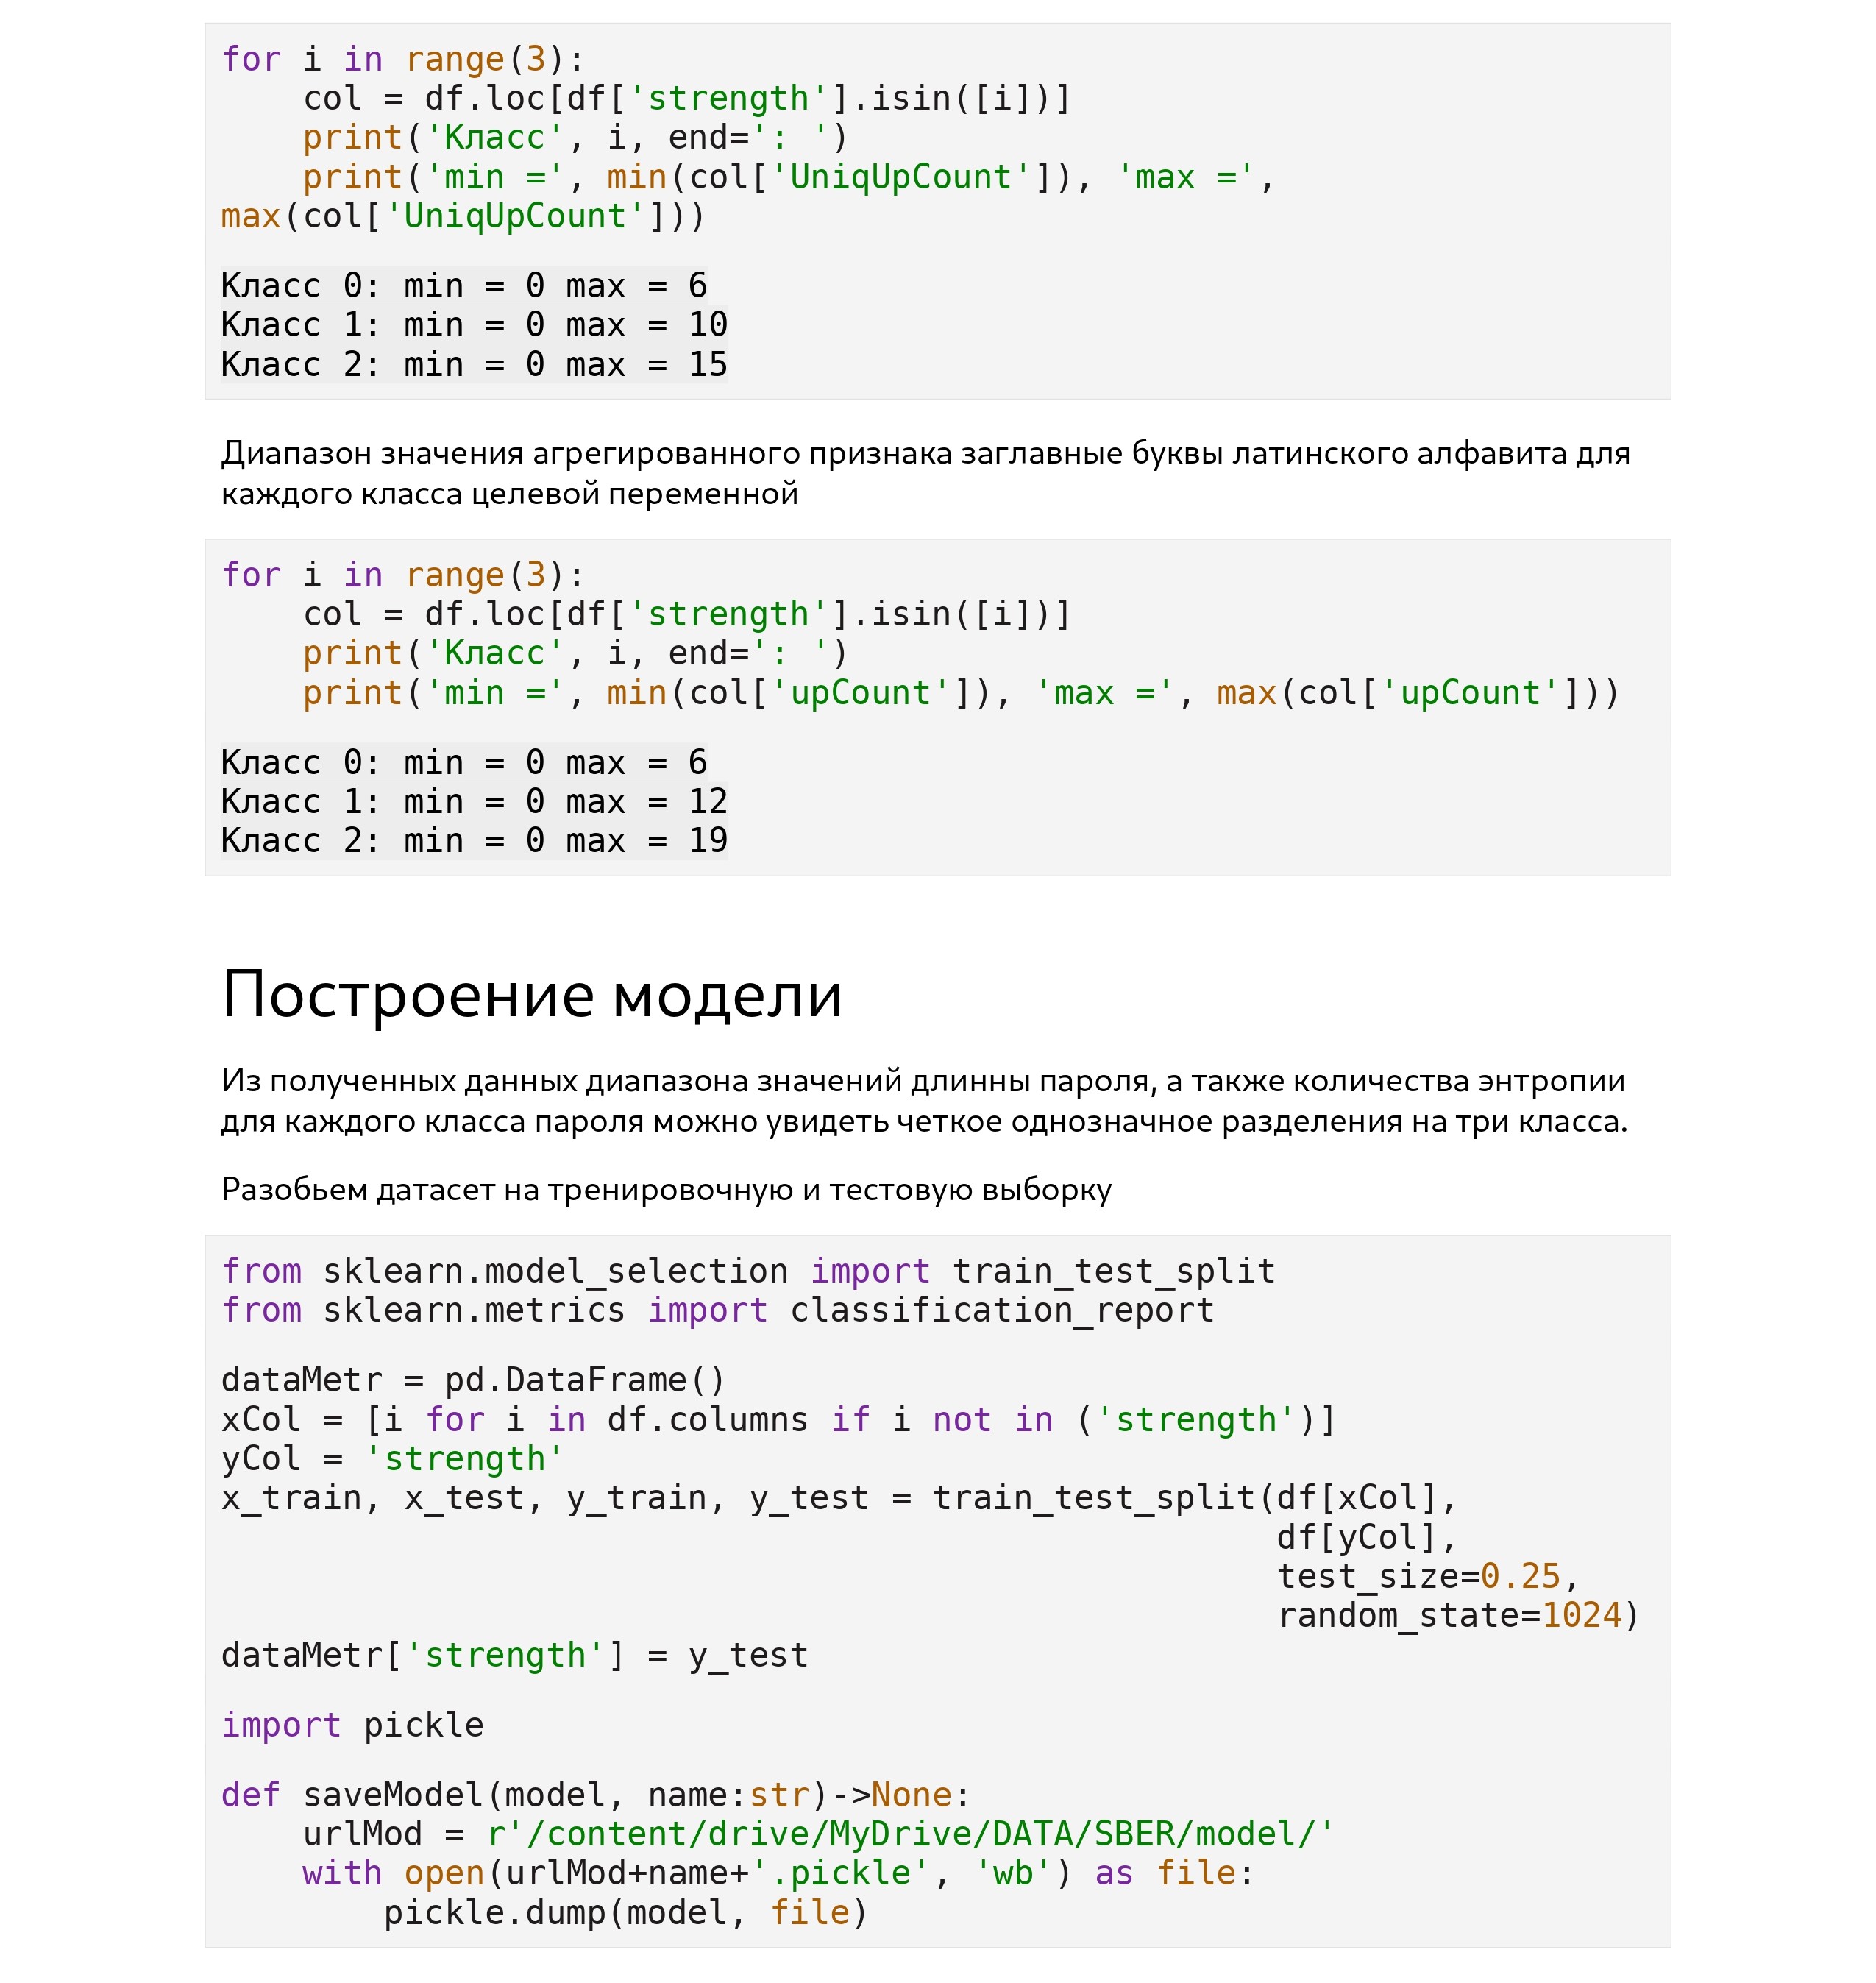 for i in range(3):
    col = df.loc[df['strength'].isin([i])]
    print('Класс', i, end=': ')
    print('min =', min(col['UniqUpCount']), 'max =',
max(col['UniqUpCount']))
Класс 0: min = 0 max = 6
Класс 1: min = 0 max = 10
Класс 2: min = 0 max = 15
Диапазон значения агрегированного признака заглавные буквы латинского алфавита для
каждого класса целевой переменной
for i in range(3):
    col = df.loc[df['strength'].isin([i])]
    print('Класс', i, end=': ')
    print('min =', min(col['upCount']), 'max =', max(col['upCount']))
Класс 0: min = 0 max = 6
Класс 1: min = 0 max = 12
Класс 2: min = 0 max = 19
Построение модели
Из полученных данных диапазона значений длинны пароля, а также количества энтропии
для каждого класса пароля можно увидеть четкое однозначное разделения на три класса.
Разобьем датасет на тренировочную и тестовую выборку
from sklearn.model_selection import train_test_split
from sklearn.metrics import classification_report
dataMetr = pd.DataFrame()
xCol = [i for i in df.columns if i not in ('strength')]
yCol = 'strength'
x_train, x_test, y_train, y_test = train_test_split(df[xCol],
                                                    df[yCol],
                                                    test_size=0.25,
                                                    random_state=1024)
dataMetr['strength'] = y_test
import pickle
def saveModel(model, name:str)->None:
    urlMod = r'/content/drive/MyDrive/DATA/SBER/model/'
    with open(urlMod+name+'.pickle', 'wb') as file:
        pickle.dump(model, file)